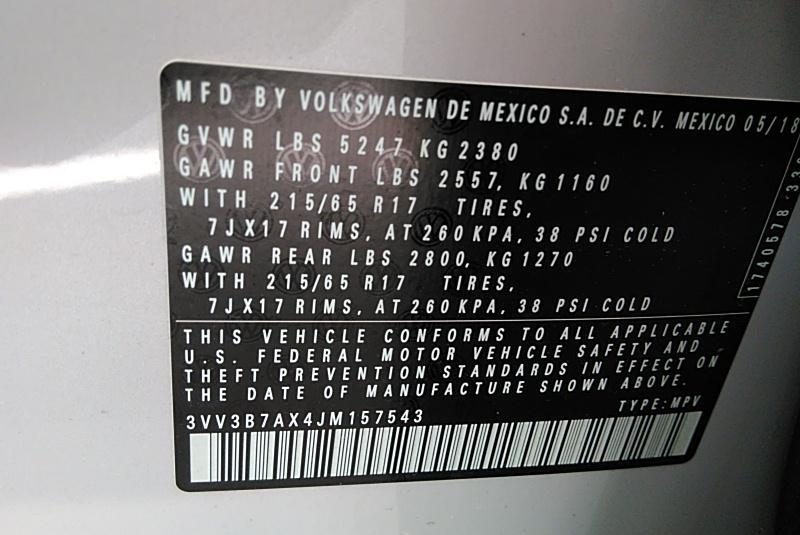 MFD BY VOLKSWAGEN DE MEXICO S.A. DE C.V. MEXICO 05/18
GVWR LBS 5247 KG 2380
GAWR FRONT LBS 2557, KG 1160
WITH 215/65 R17 TIRES,
7JX17 RIMS, AT 260 KPA, 38 PSI COLD
GAWR REAR LBS 2800, KG 1270
WITH 215/65 R17 TIRES,
7JX17 RIMS, AT 260 KPA, 38 PSI COLD
THIS VEHICLE CONFORMS TO ALL APPLICABLE
U.S. FEDERAL MOTOR VEHICLE SAFETY AND
THEFT PREVENTION STANDARDS IN EFFECT ON
THE DATE OF MANUFACTURE SHOWN ABOVE.
3VV3B7AX4JM157543 TYPE: MPV
1740578